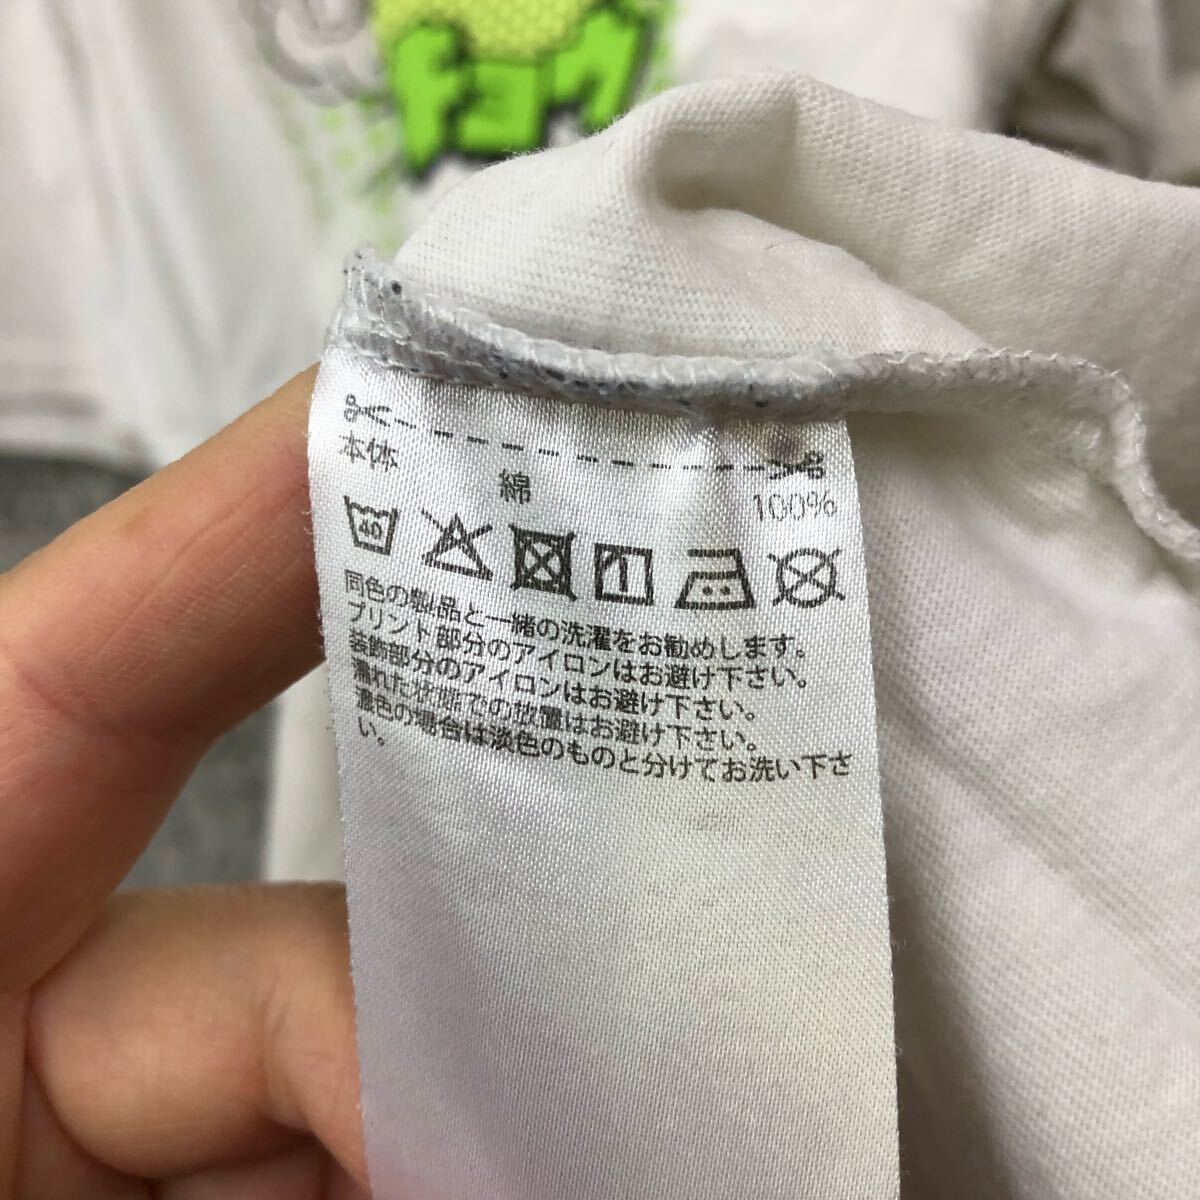 ドヨウ
本体 綿 100%
40
同色の製品と一緒の洗濯をお勧めします。
プリント部分のアイロンはお避け下さい。
装飾部分のアイロンはお避け下さい。
濡れた状態での放置はお避け下さい。
濃色の場合は淡色のものと分けてお洗い下さ
い。